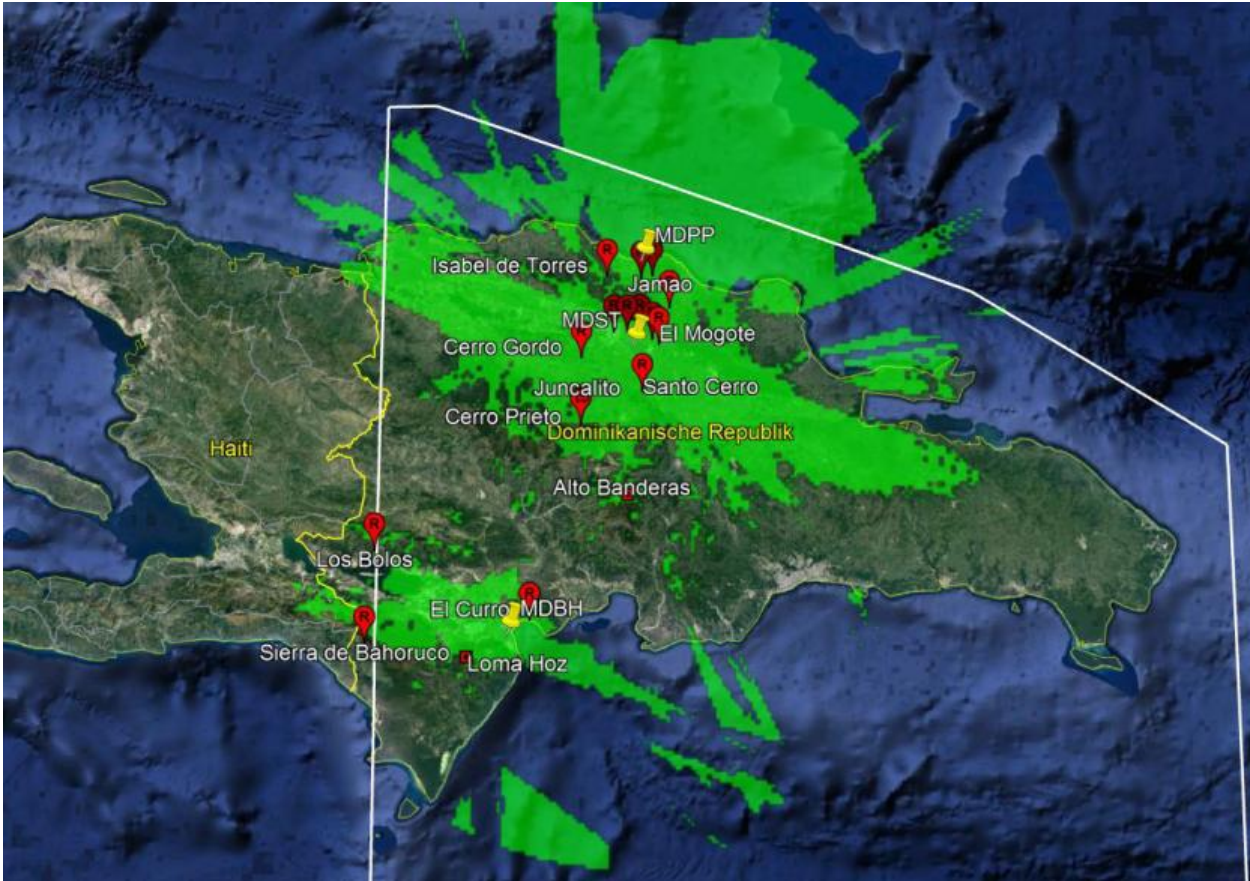 MDPP
Isabel de Torres
Jamao
MDST
El Mogote
Cerro Gordo
Juncalito
Santo Cerro
Cerro Prieto
Dominikanische Republik
Haiti
Alto Banderas
Los Bolos
El Curro
MDBH
Sierra de Bahoruco
Loma Hoz